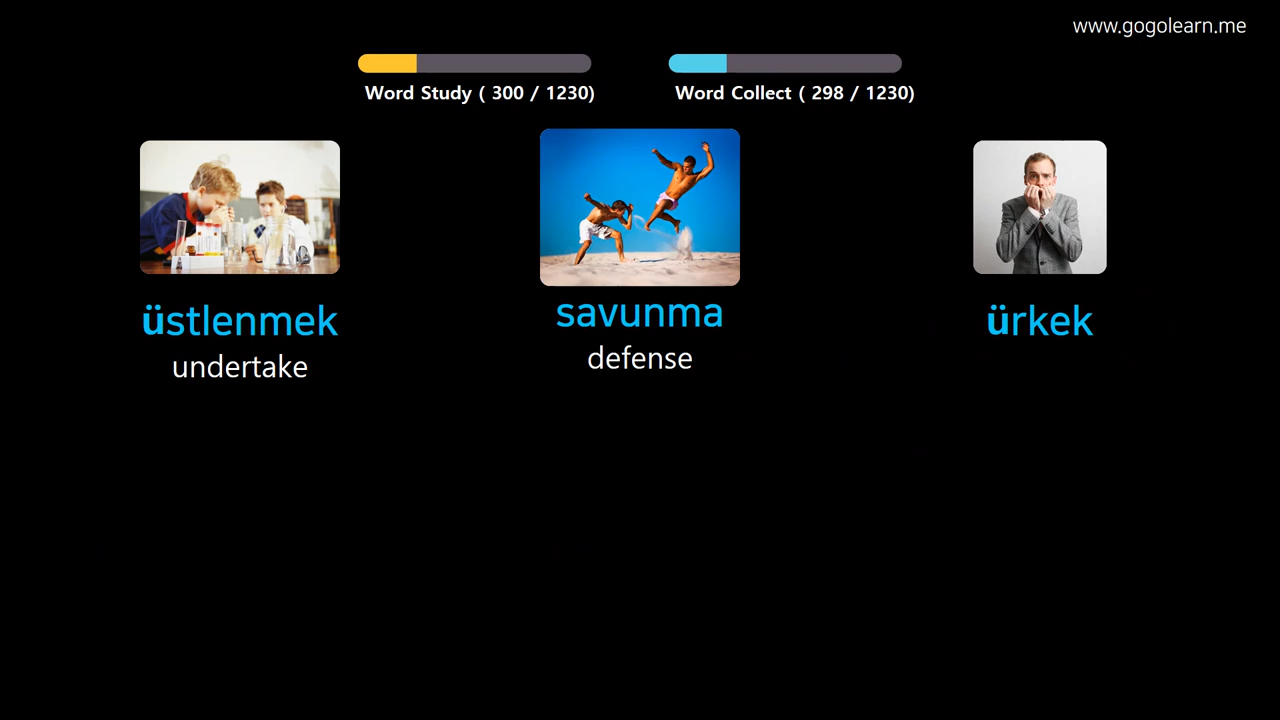 www.gogolearn.me
Word Study ( 300 / 1230)
Word Collect ( 298 / 1230)
üstlenmek
undertake
savunma
defense
ürkek